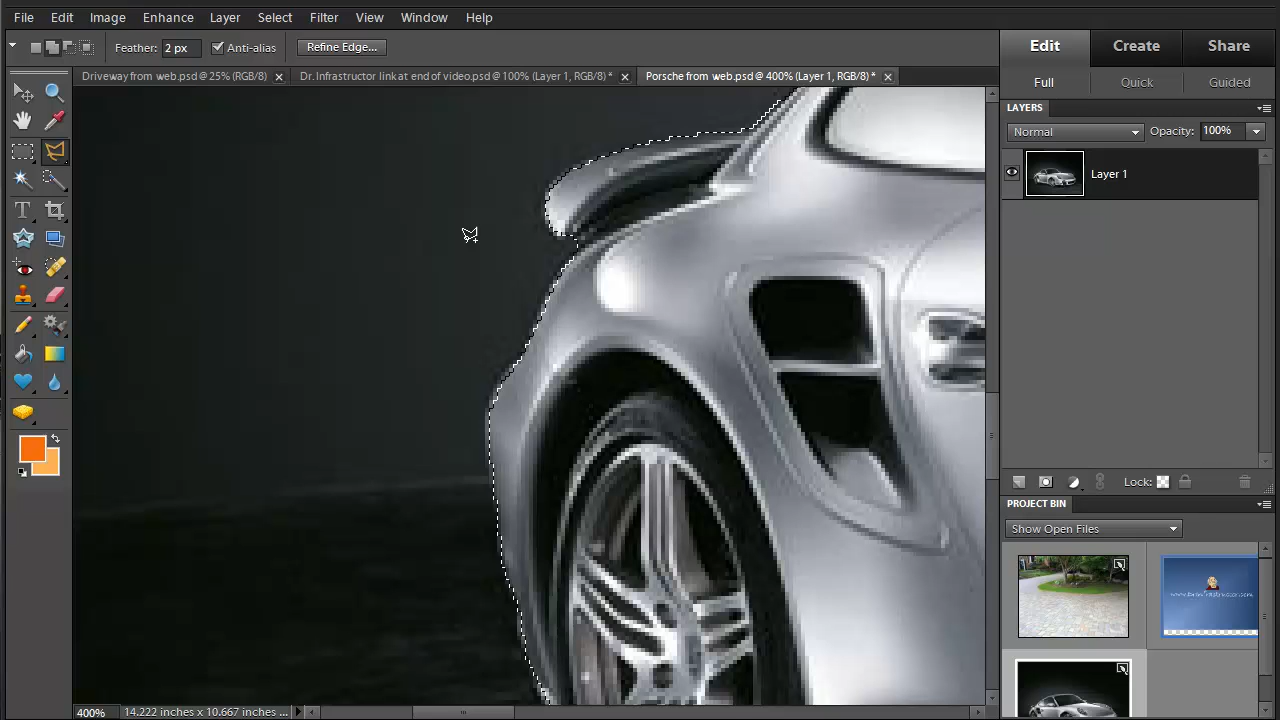 File Edit Image Enhance Layer Select Filter View Window Help
Feather: 2 px Anti-alias Refine Edge...
Edit Create Share
Driveway from web.psd @ 25% (RGB/8) Dr. Infrastructor link at end of video.psd @ 100% (Layer 1, RGB/8) * Porsche from web.psd @ 400% (Layer 1, RGB/8) *
Full Quick Guided
LAYERS
Normal Opacity: 100%
Layer 1
Lock:
PROJECT BIN
Show Open Files
400% 14.222 inches x 10.667 inches ...